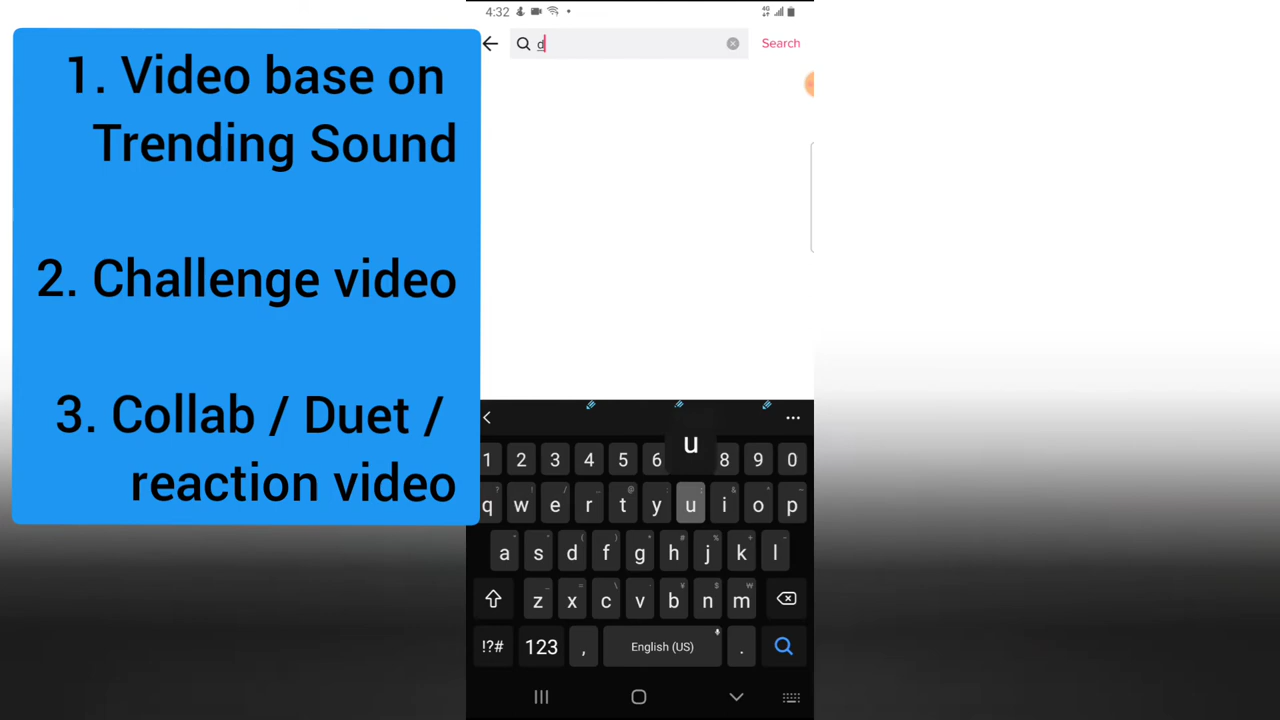 4:32
4G
d
Search
1. Video base on
Trending Sound
2. Challenge video
3. Collab / Duet /
reaction video
u
1 2 3 4 5 6 8 9 0
q w e r t y u i o p
a s d f g h j k l
z x c v b n m
!?# 123 , English (US) .